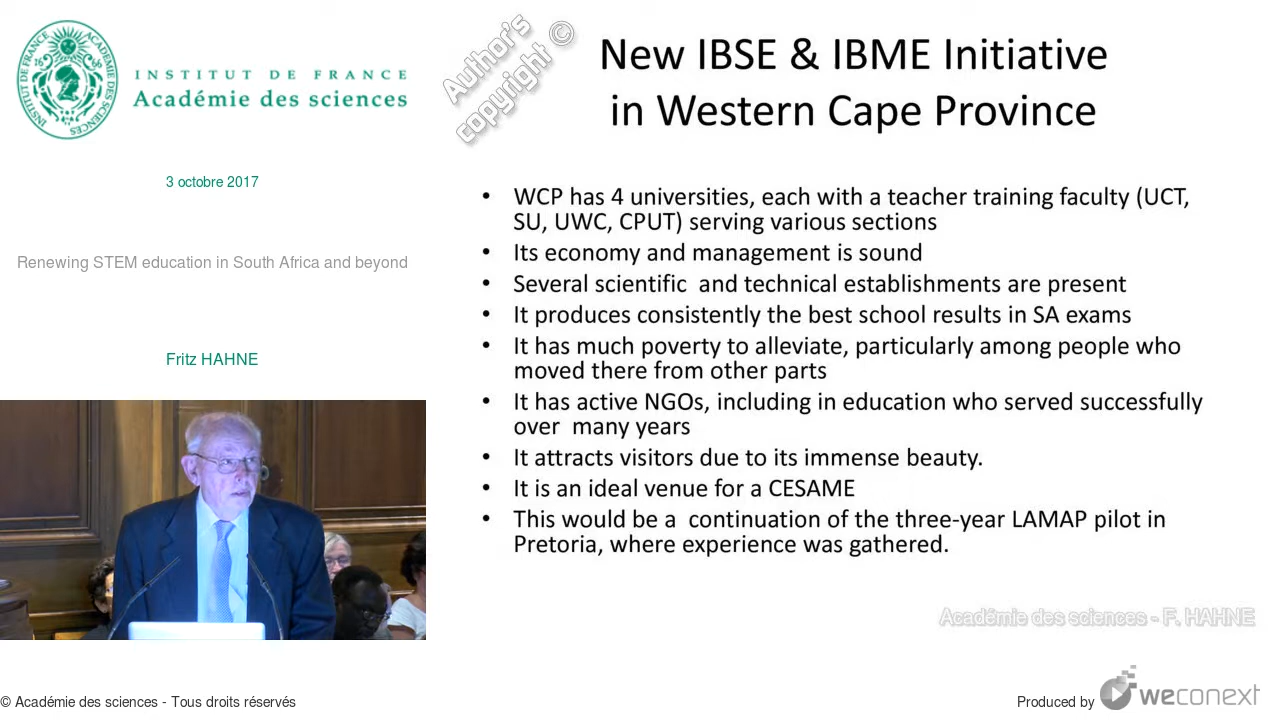 INSTITUT DE FRANCE
Académie des sciences
3 octobre 2017
Renewing STEM education in South Africa and beyond
Fritz HAHNE
Author's
copyright ©
New IBSE & IBME Initiative
in Western Cape Province
• WCP has 4 universities, each with a teacher training faculty (UCT,
SU, UWC, CPUT) serving various sections
• Its economy and management is sound
• Several scientific  and technical establishments are present
• It produces consistently the best school results in SA exams
• It has much poverty to alleviate, particularly among people who
moved there from other parts
• It has active NGOs, including in education who served successfully
over  many years
• It attracts visitors due to its immense beauty.
• It is an ideal venue for a CESAME
• This would be a  continuation of the three-year LAMAP pilot in
Pretoria, where experience was gathered.
Académie des sciences - F. HAHNE
© Académie des sciences - Tous droits réservés
Produced by weconext